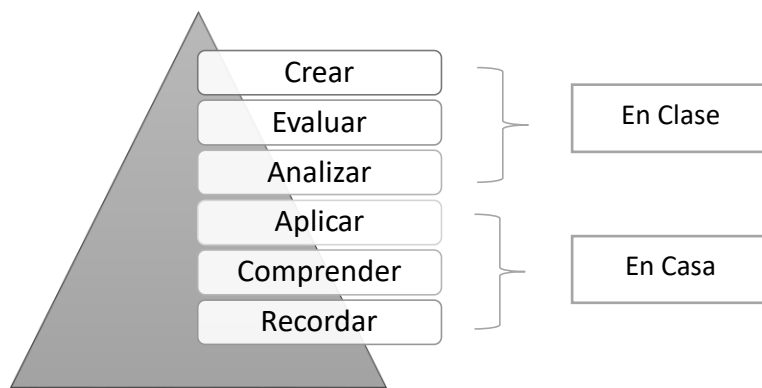 Crear
Evaluar
Analizar
Aplicar
Comprender
Recordar
En Clase
En Casa